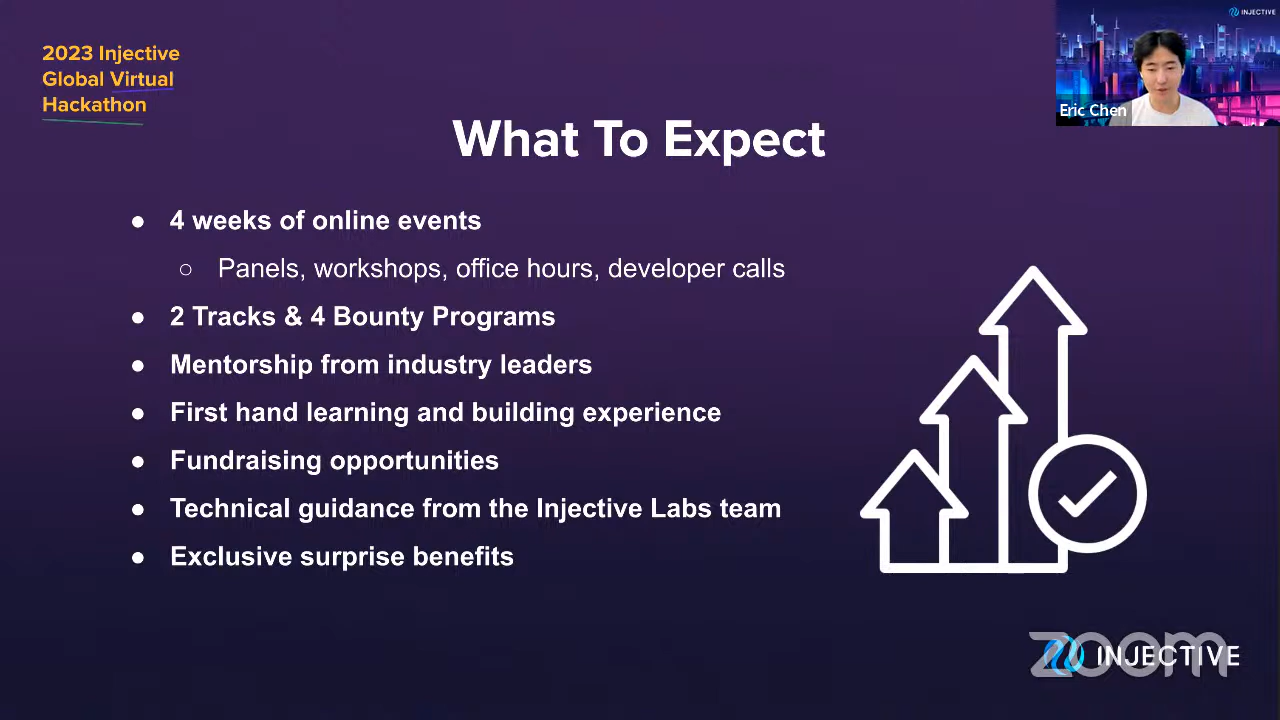 2023 Injective
Global Virtual
Hackathon
INJECTIVE
Eric Chen
What To Expect
● 4 weeks of online events
○ Panels, workshops, office hours, developer calls
● 2 Tracks & 4 Bounty Programs
● Mentorship from industry leaders
● First hand learning and building experience
● Fundraising opportunities
● Technical guidance from the Injective Labs team
● Exclusive surprise benefits
zoom
INJECTIVE